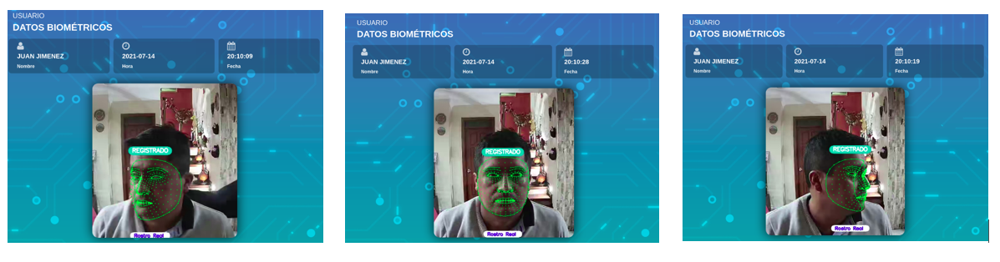 USUARIO
DATOS BIOMÉTRICOS
JUAN JIMENEZ
Nombre
2021-07-14
Hora
20:10:09
Fecha
REGISTRADO
Rostro Real
USUARIO
DATOS BIOMÉTRICOS
JUAN JIMENEZ
Nombre
2021-07-14
Hora
20:10:28
Fecha
REGISTRADO
Rostro Real
USUARIO
DATOS BIOMÉTRICOS
JUAN JIMENEZ
Nombre
2021-07-14
Hora
20:10:19
Fecha
REGISTRADO
Rostro Real